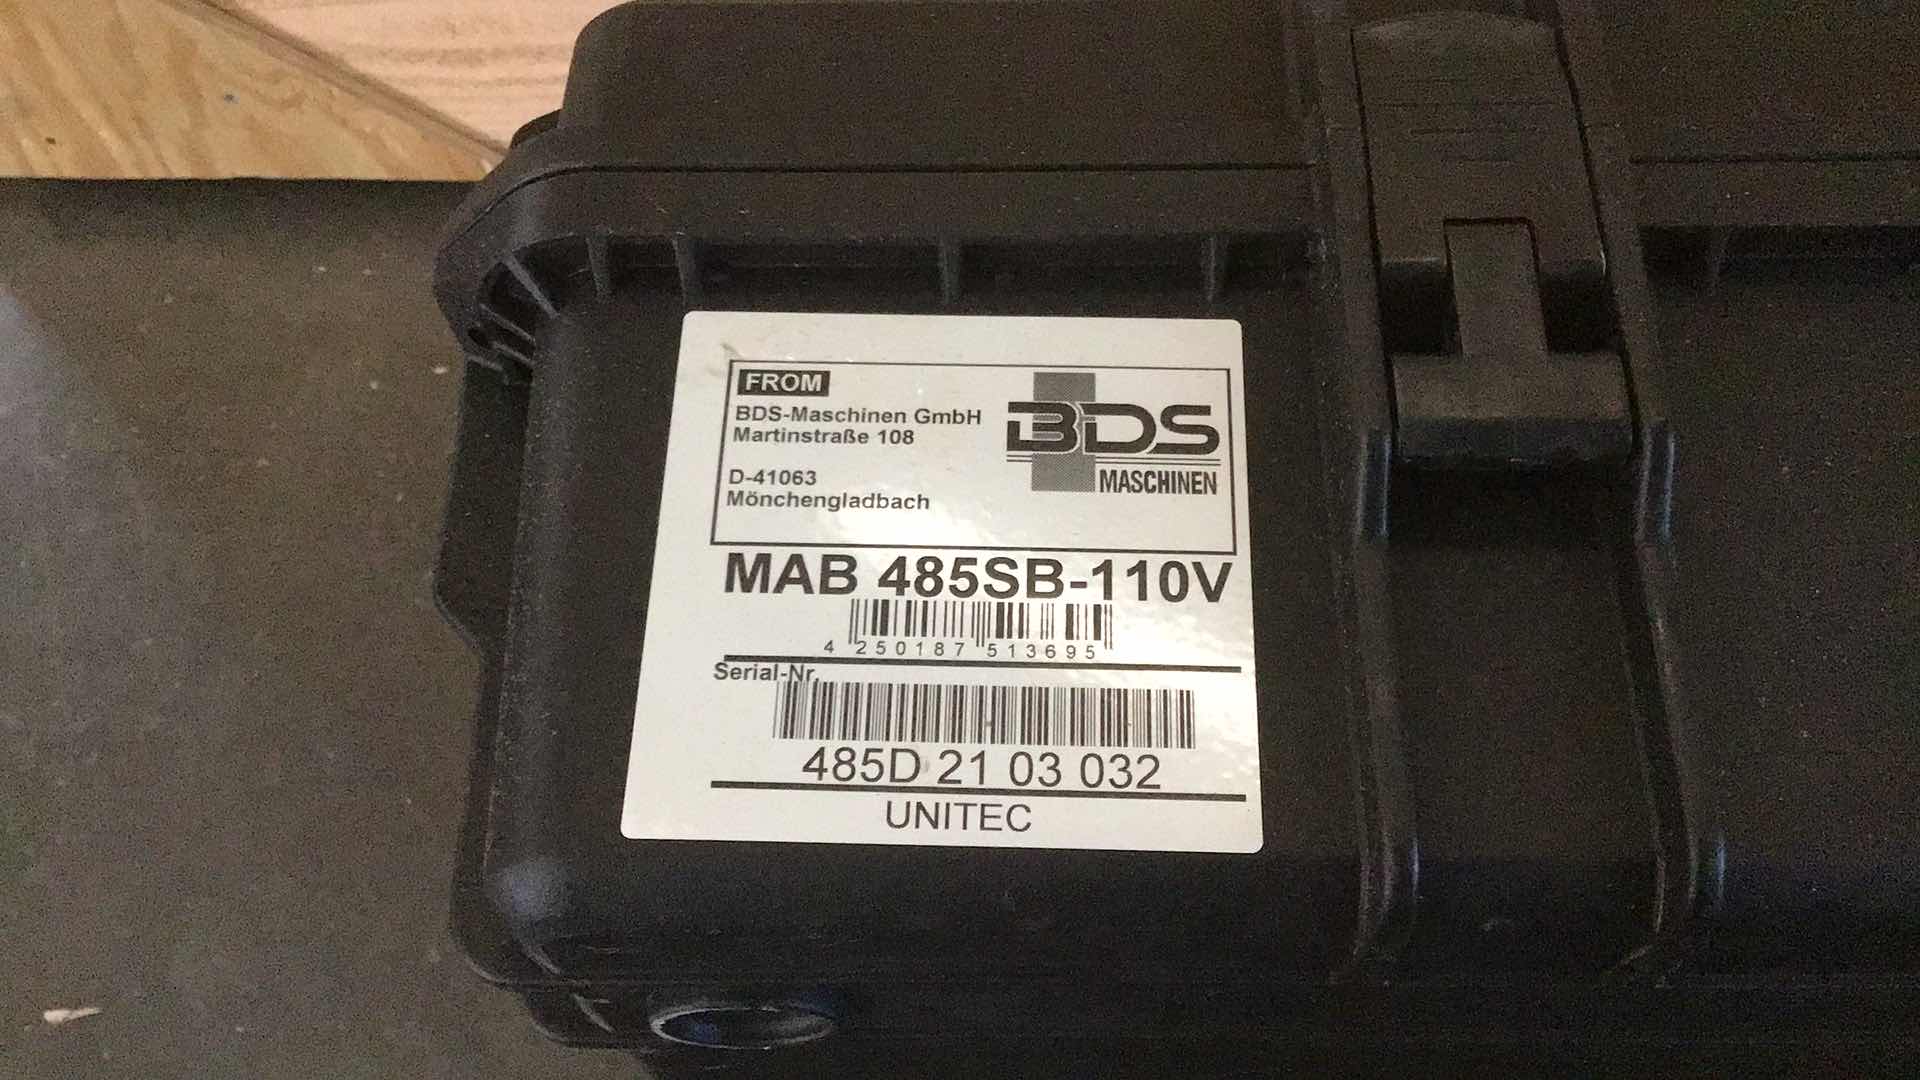 FROM
BDS-Maschinen GmbH
Martinstraße 108
D-41063
Mönchengladbach
BDS
MASCHINEN
MAB 485SB-110V
4 250187 513695
Serial-Nr.
485D 21 03 032
UNITEC